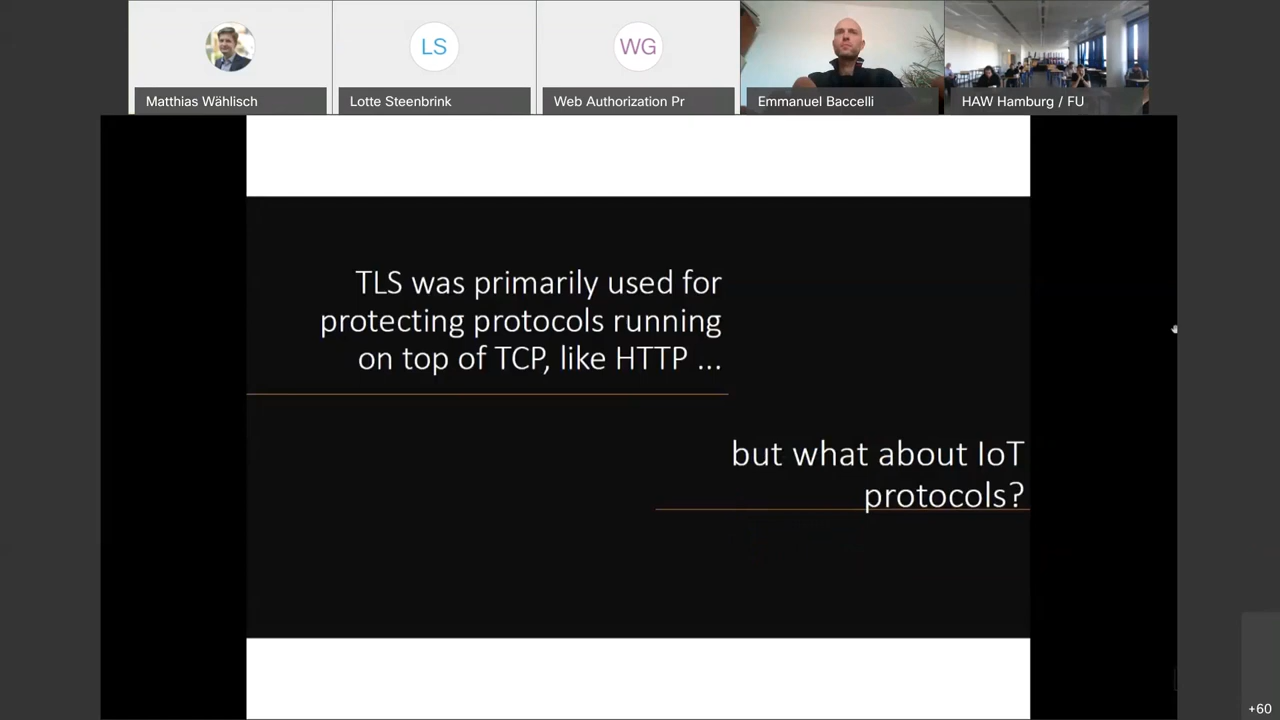 LS
WG
Matthias Wählisch
Lotte Steenbrink
Web Authorization Pr
Emmanuel Baccelli
HAW Hamburg / FU
TLS was primarily used for
protecting protocols running
on top of TCP, like HTTP ...
but what about IoT
protocols?
+60